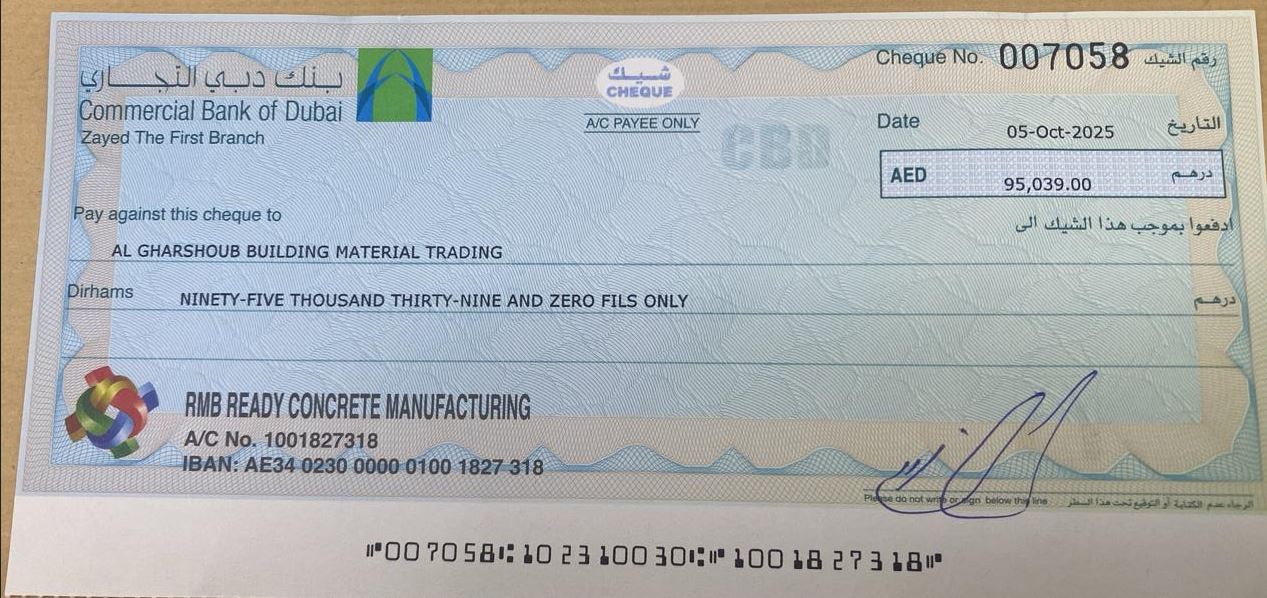 بنك دبي التجاري
Commercial Bank of Dubai
Zayed The First Branch
شيك
CHEQUE
A/C PAYEE ONLY
CBD
Cheque No. 007058 رقم الشيك
Date 05-Oct-2025 التاريخ
AED 95,039.00 درهم
Pay against this cheque to ادفعوا بموجب هذا الشيك الى
AL GHARSHOUB BUILDING MATERIAL TRADING
Dirhams NINETY-FIVE THOUSAND THIRTY-NINE AND ZERO FILS ONLY درهم
RMB READY CONCRETE MANUFACTURING
A/C No. 1001827318
IBAN: AE34 0230 0000 0100 1827 318
Please do not write or sign below this line الرجاء عدم الكتابة أو التوقيع تحت هذا السطر
⑈007058⑆102310030⑆⑈1001827318⑈